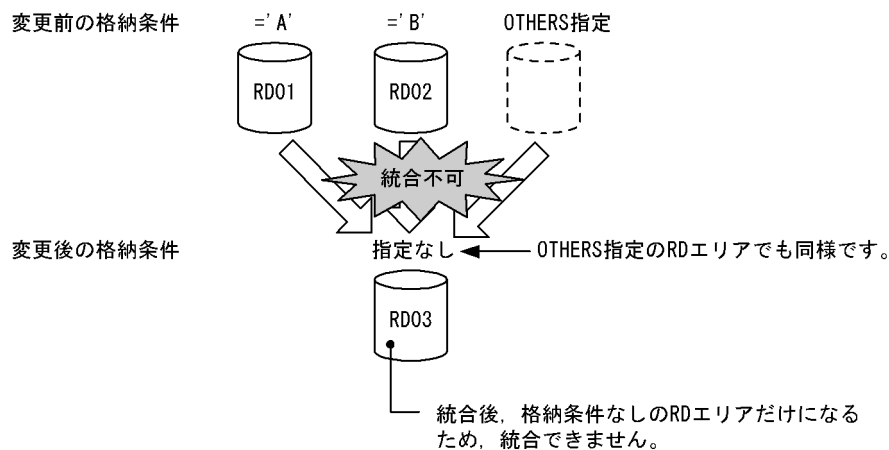 変更前の格納条件 ='A' ='B' OTHERS指定
RD01 RD02
統合不可
変更後の格納条件 指定なし OTHERS指定のRDエリアでも同様です。
RD03
統合後，格納条件なしのRDエリアだけになる
ため，統合できません。